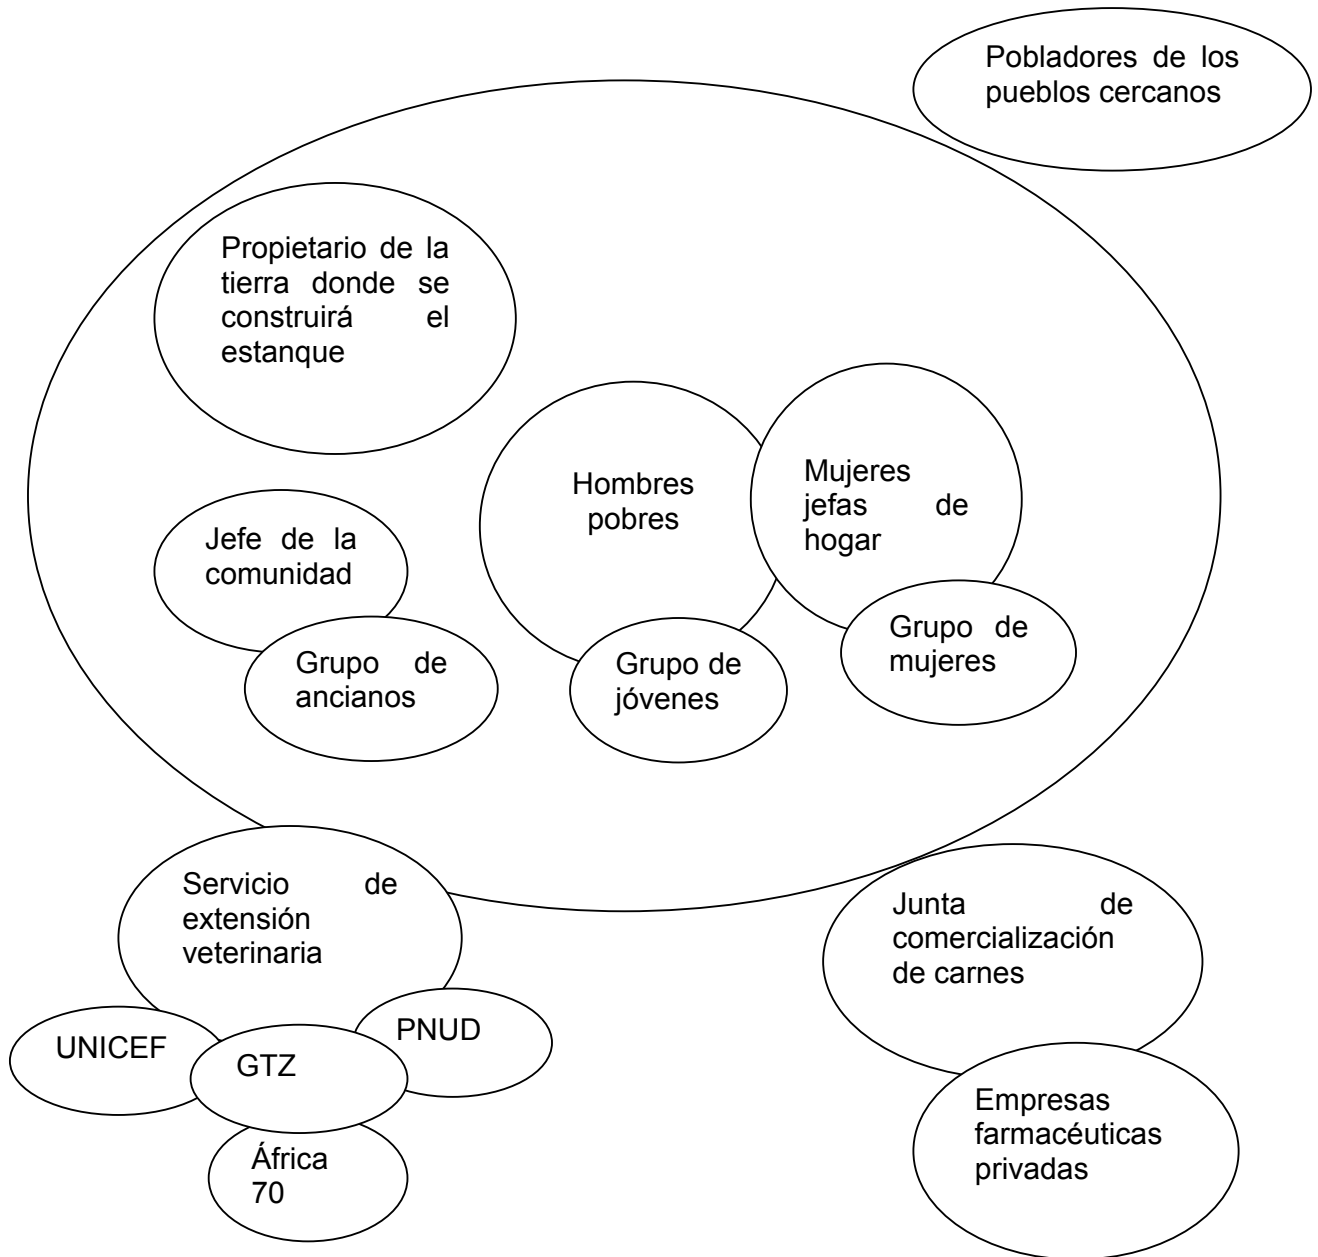 Pobladores de los
pueblos cercanos
Propietario de la
tierra donde se
construirá el
estanque
Hombres
pobres
Mujeres
jefas de
hogar
Jefe de la
comunidad
Grupo de
ancianos
Grupo de
jóvenes
Grupo de
mujeres
Servicio de
extensión
veterinaria
Junta de
comercialización
de carnes
UNICEF
GTZ
PNUD
África
70
Empresas
farmacéuticas
privadas